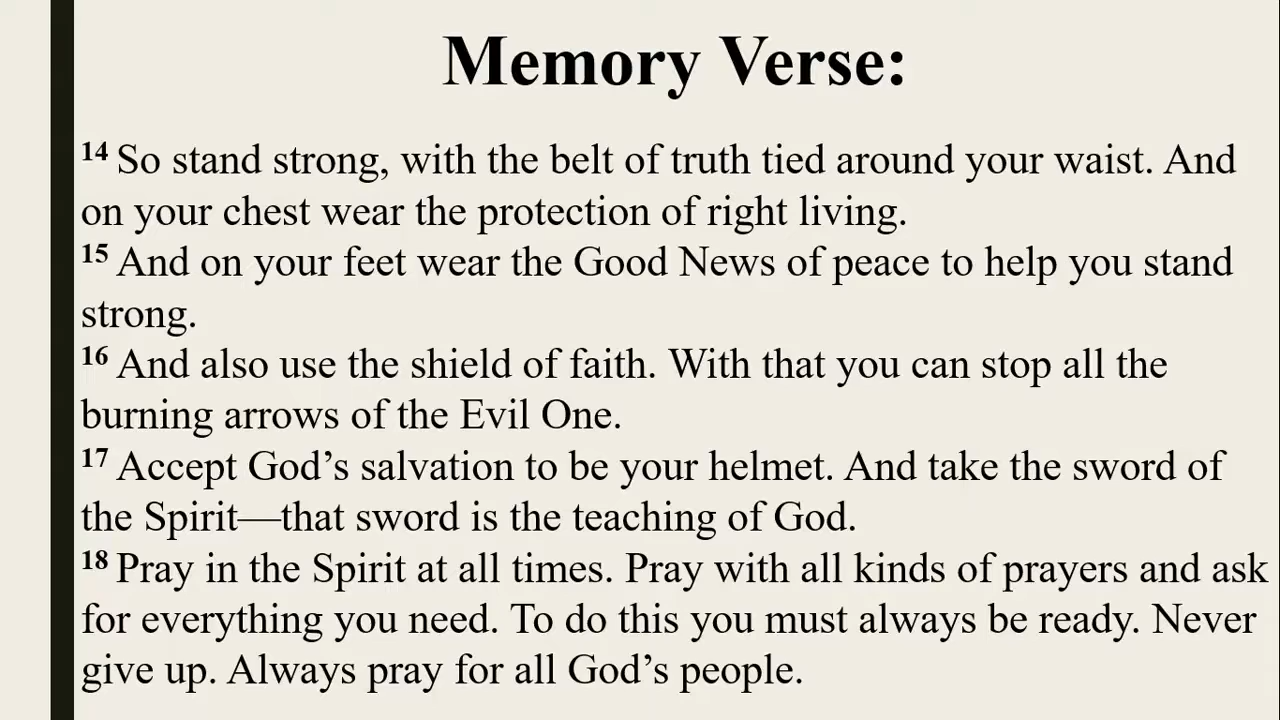 Memory Verse:
14 So stand strong, with the belt of truth tied around your waist. And
on your chest wear the protection of right living.
15 And on your feet wear the Good News of peace to help you stand
strong.
16 And also use the shield of faith. With that you can stop all the
burning arrows of the Evil One.
17 Accept God’s salvation to be your helmet. And take the sword of
the Spirit—that sword is the teaching of God.
18 Pray in the Spirit at all times. Pray with all kinds of prayers and ask
for everything you need. To do this you must always be ready. Never
give up. Always pray for all God’s people.